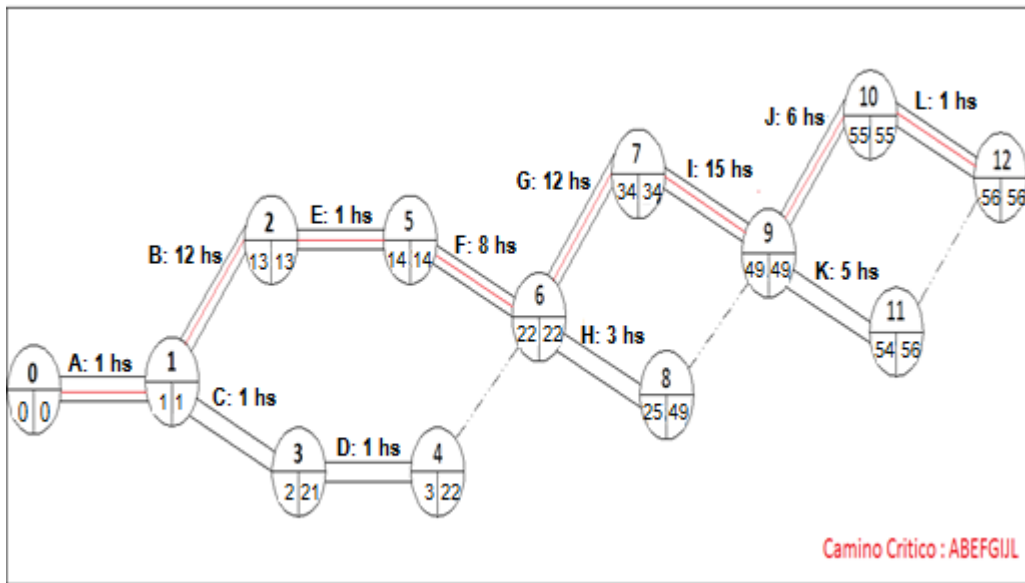 10
L: 1 hs
J: 6 hs
55 55
12
7
I: 15 hs
56 56
G: 12 hs
34 34
2
E: 1 hs
5
9
B: 12 hs
13 13
14 14
F: 8 hs
49 49
K: 5 hs
6
11
22 22
H: 3 hs
54 56
0
A: 1 hs
1
8
0 0
1 1
C: 1 hs
25 49
3
D: 1 hs
4
2 21
3 22
Camino Critico : ABEFGIJL